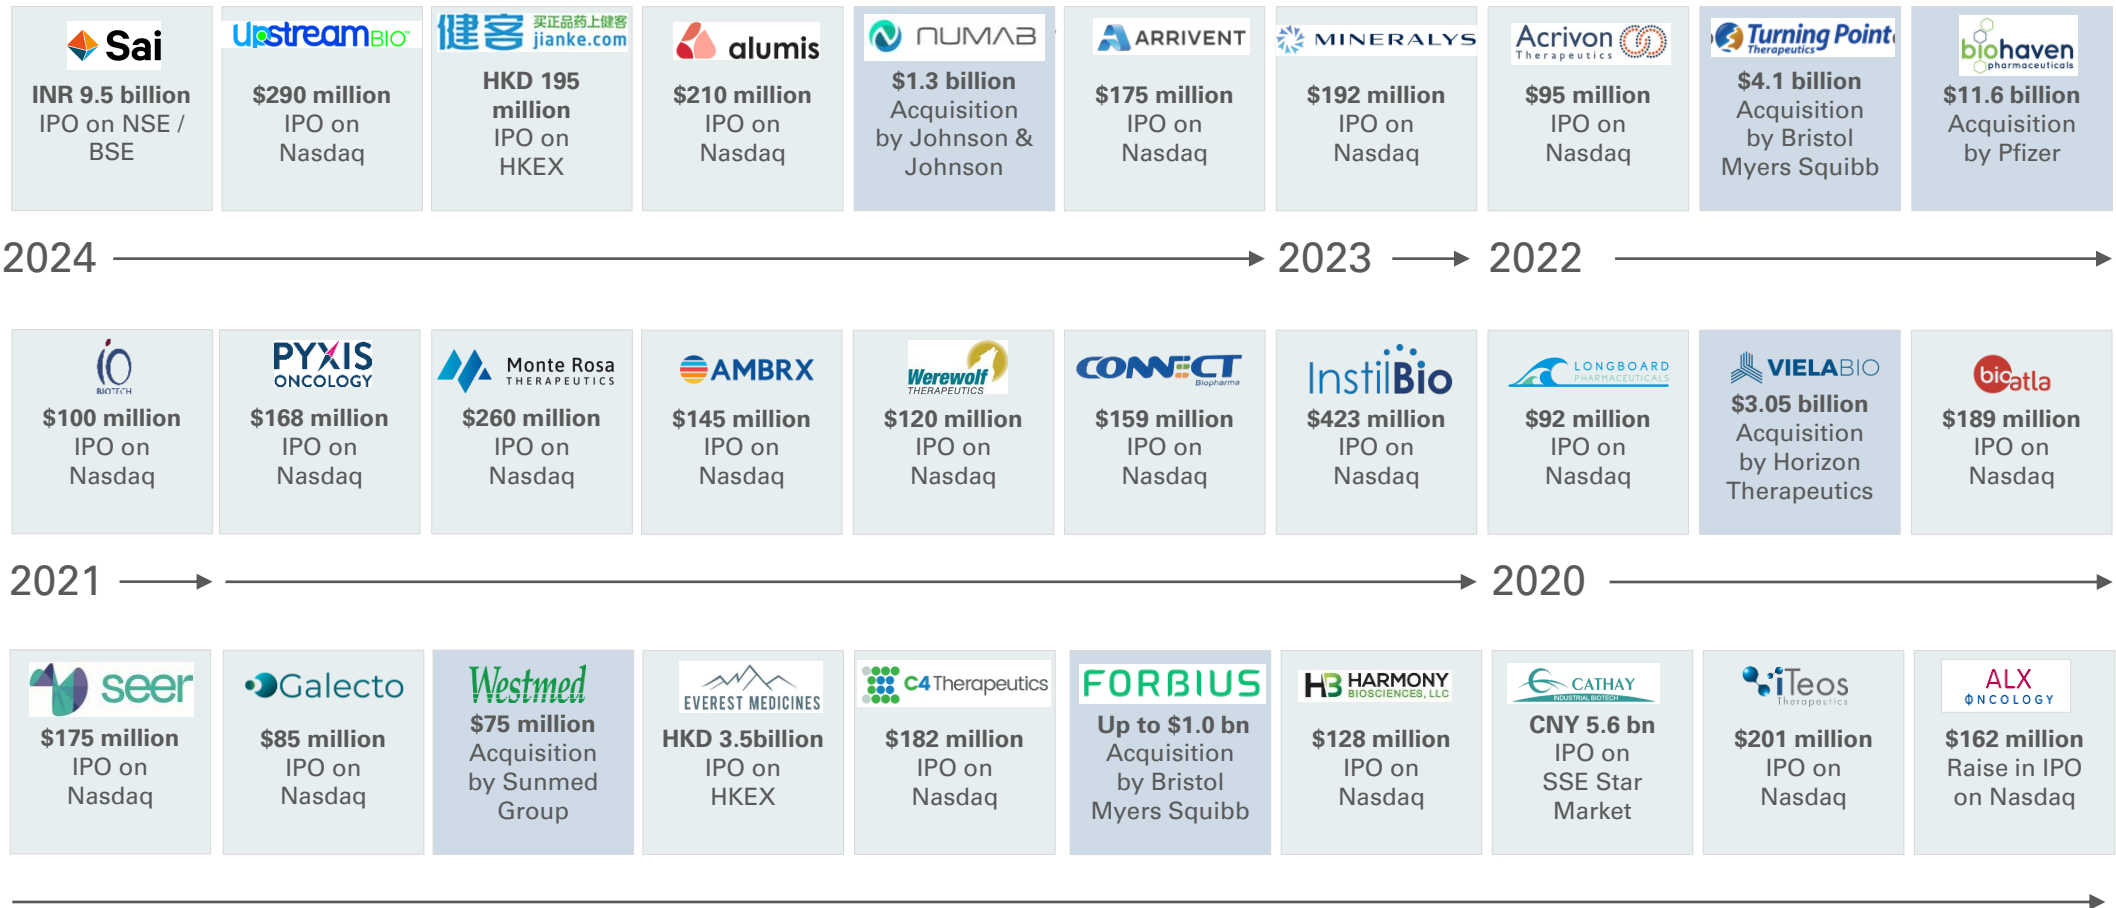 Sai
INR 9.5 billion
IPO on NSE /
BSE
UpstreamBIO
$290 million
IPO on
Nasdaq
健客 买正品药上健客
jianke.com
HKD 195
million
IPO on
HKEX
alumis
$210 million
IPO on
Nasdaq
NUMAB
$1.3 billion
Acquisition
by Johnson &
Johnson
ARRIVENT
$175 million
IPO on
Nasdaq
MINERALYS
$192 million
IPO on
Nasdaq
Acrivon
Therapeutics
$95 million
IPO on
Nasdaq
Turning Point
Therapeutics
$4.1 billion
Acquisition
by Bristol
Myers Squibb
biohaven
pharmaceuticals
$11.6 billion
Acquisition
by Pfizer
2024
2023
2022
iO
BIOTECH
$100 million
IPO on
Nasdaq
PYXIS
ONCOLOGY
$168 million
IPO on
Nasdaq
Monte Rosa
THERAPEUTICS
$260 million
IPO on
Nasdaq
AMBRX
$145 million
IPO on
Nasdaq
Werewolf
THERAPEUTICS
$120 million
IPO on
Nasdaq
CONNECT
Biopharma
$159 million
IPO on
Nasdaq
InstilBio
$423 million
IPO on
Nasdaq
LONGBOARD
PHARMACEUTICALS
$92 million
IPO on
Nasdaq
VIELABIO
$3.05 billion
Acquisition
by Horizon
Therapeutics
bioatla
$189 million
IPO on
Nasdaq
2021
2020
seer
$175 million
IPO on
Nasdaq
Galecto
$85 million
IPO on
Nasdaq
Westmed
$75 million
Acquisition
by Sunmed
Group
EVEREST MEDICINES
HKD 3.5billion
IPO on
HKEX
C4 Therapeutics
$182 million
IPO on
Nasdaq
FORBIUS
Up to $1.0 bn
Acquisition
by Bristol
Myers Squibb
HB HARMONY
BIOSCIENCES, LLC
$128 million
IPO on
Nasdaq
CATHAY
INDUSTRIAL BIOTECH
CNY 5.6 bn
IPO on
SSE Star
Market
iTeos
Therapeutics
$201 million
IPO on
Nasdaq
ALX
ONCOLOGY
$162 million
Raise in IPO
on Nasdaq